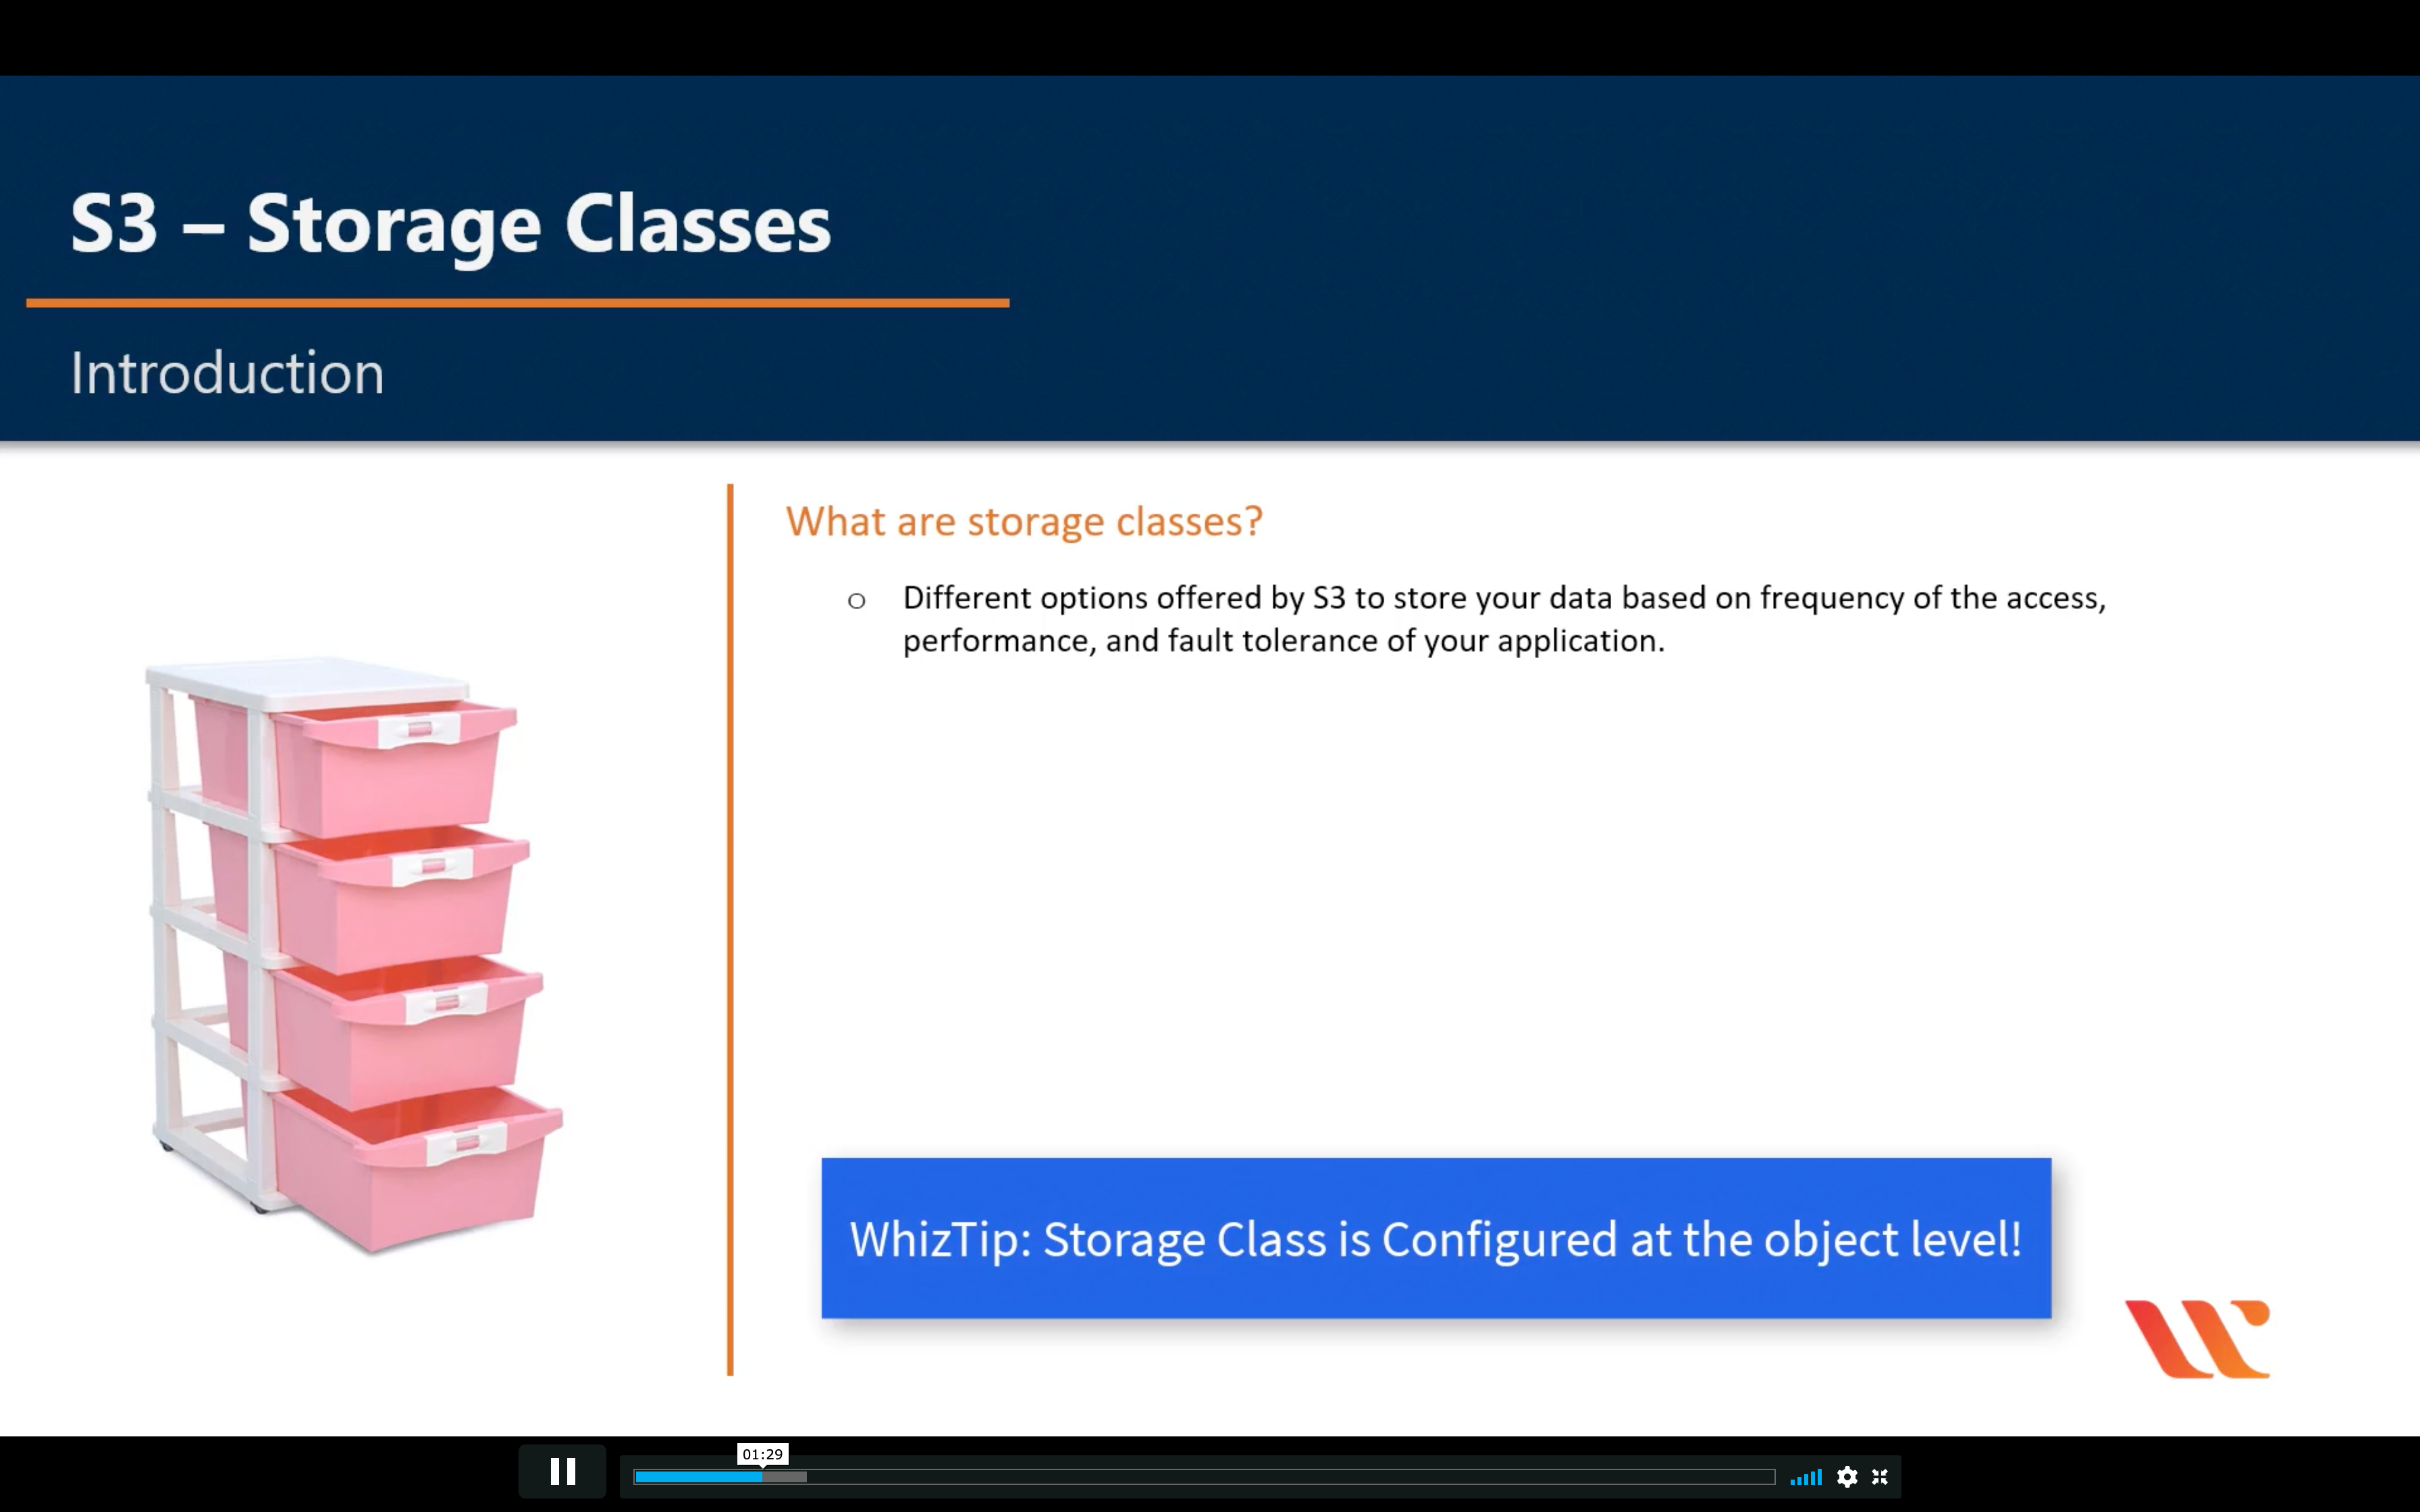 S3 – Storage Classes
Introduction
What are storage classes?
o Different options offered by S3 to store your data based on frequency of the access,
performance, and fault tolerance of your application.
WhizTip: Storage Class is Configured at the object level!
01:29